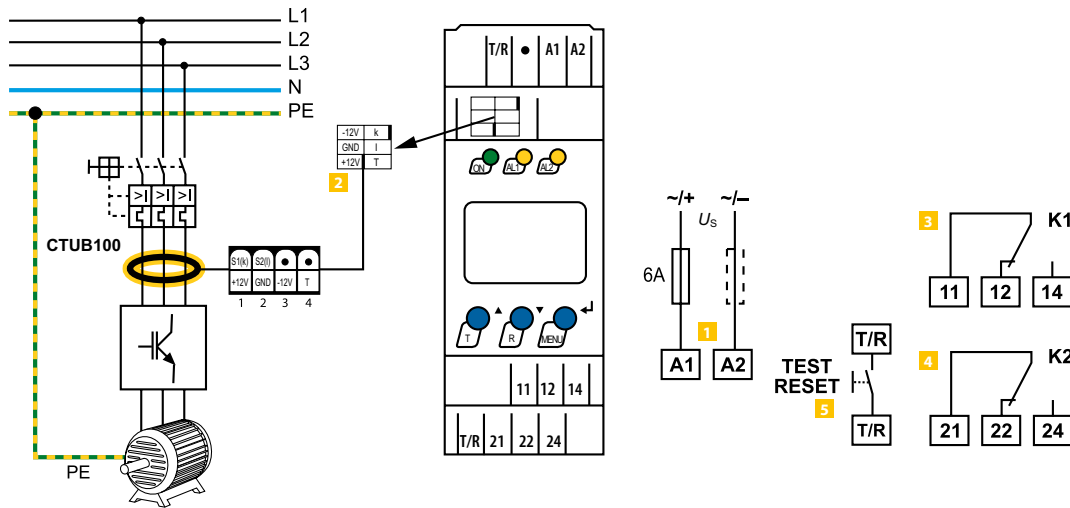 L1
L2
L3
N
PE
CTUB100
>I >I >I
S1(k) S2(l) ● ●
+12V GND -12V T
1 2 3 4
PE
-12V k
GND l
+12V T
2
T/R ● A1 A2
ON AL1 AL2
T R MENU
11 12 14
T/R 21 22 24
~/+ ~/–
US
6A
1
A1 A2
T/R
TEST
RESET
5
T/R
3
K1
11 12 14
4
K2
21 22 24